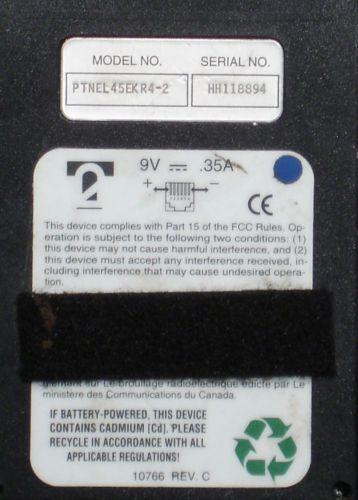 MODEL NO. SERIAL NO.
PTNEL45EKR4-2 HH118894
9V .35A
+ −
CE
This device complies with Part 15 of the FCC Rules. Op-
eration is subject to the following two conditions: (1)
this device may not cause harmful interference, and (2)
this device must accept any interference received, in-
cluding interference that may cause undesired opera-
tion.
sur Le brouillage radioélectrique édicté par Le
ministere des Communications du Canada.
IF BATTERY-POWERED, THIS DEVICE
CONTAINS CADMIUM [Cd]. PLEASE
RECYCLE IN ACCORDANCE WITH ALL
APPLICABLE REGULATIONS!
10766 REV. C